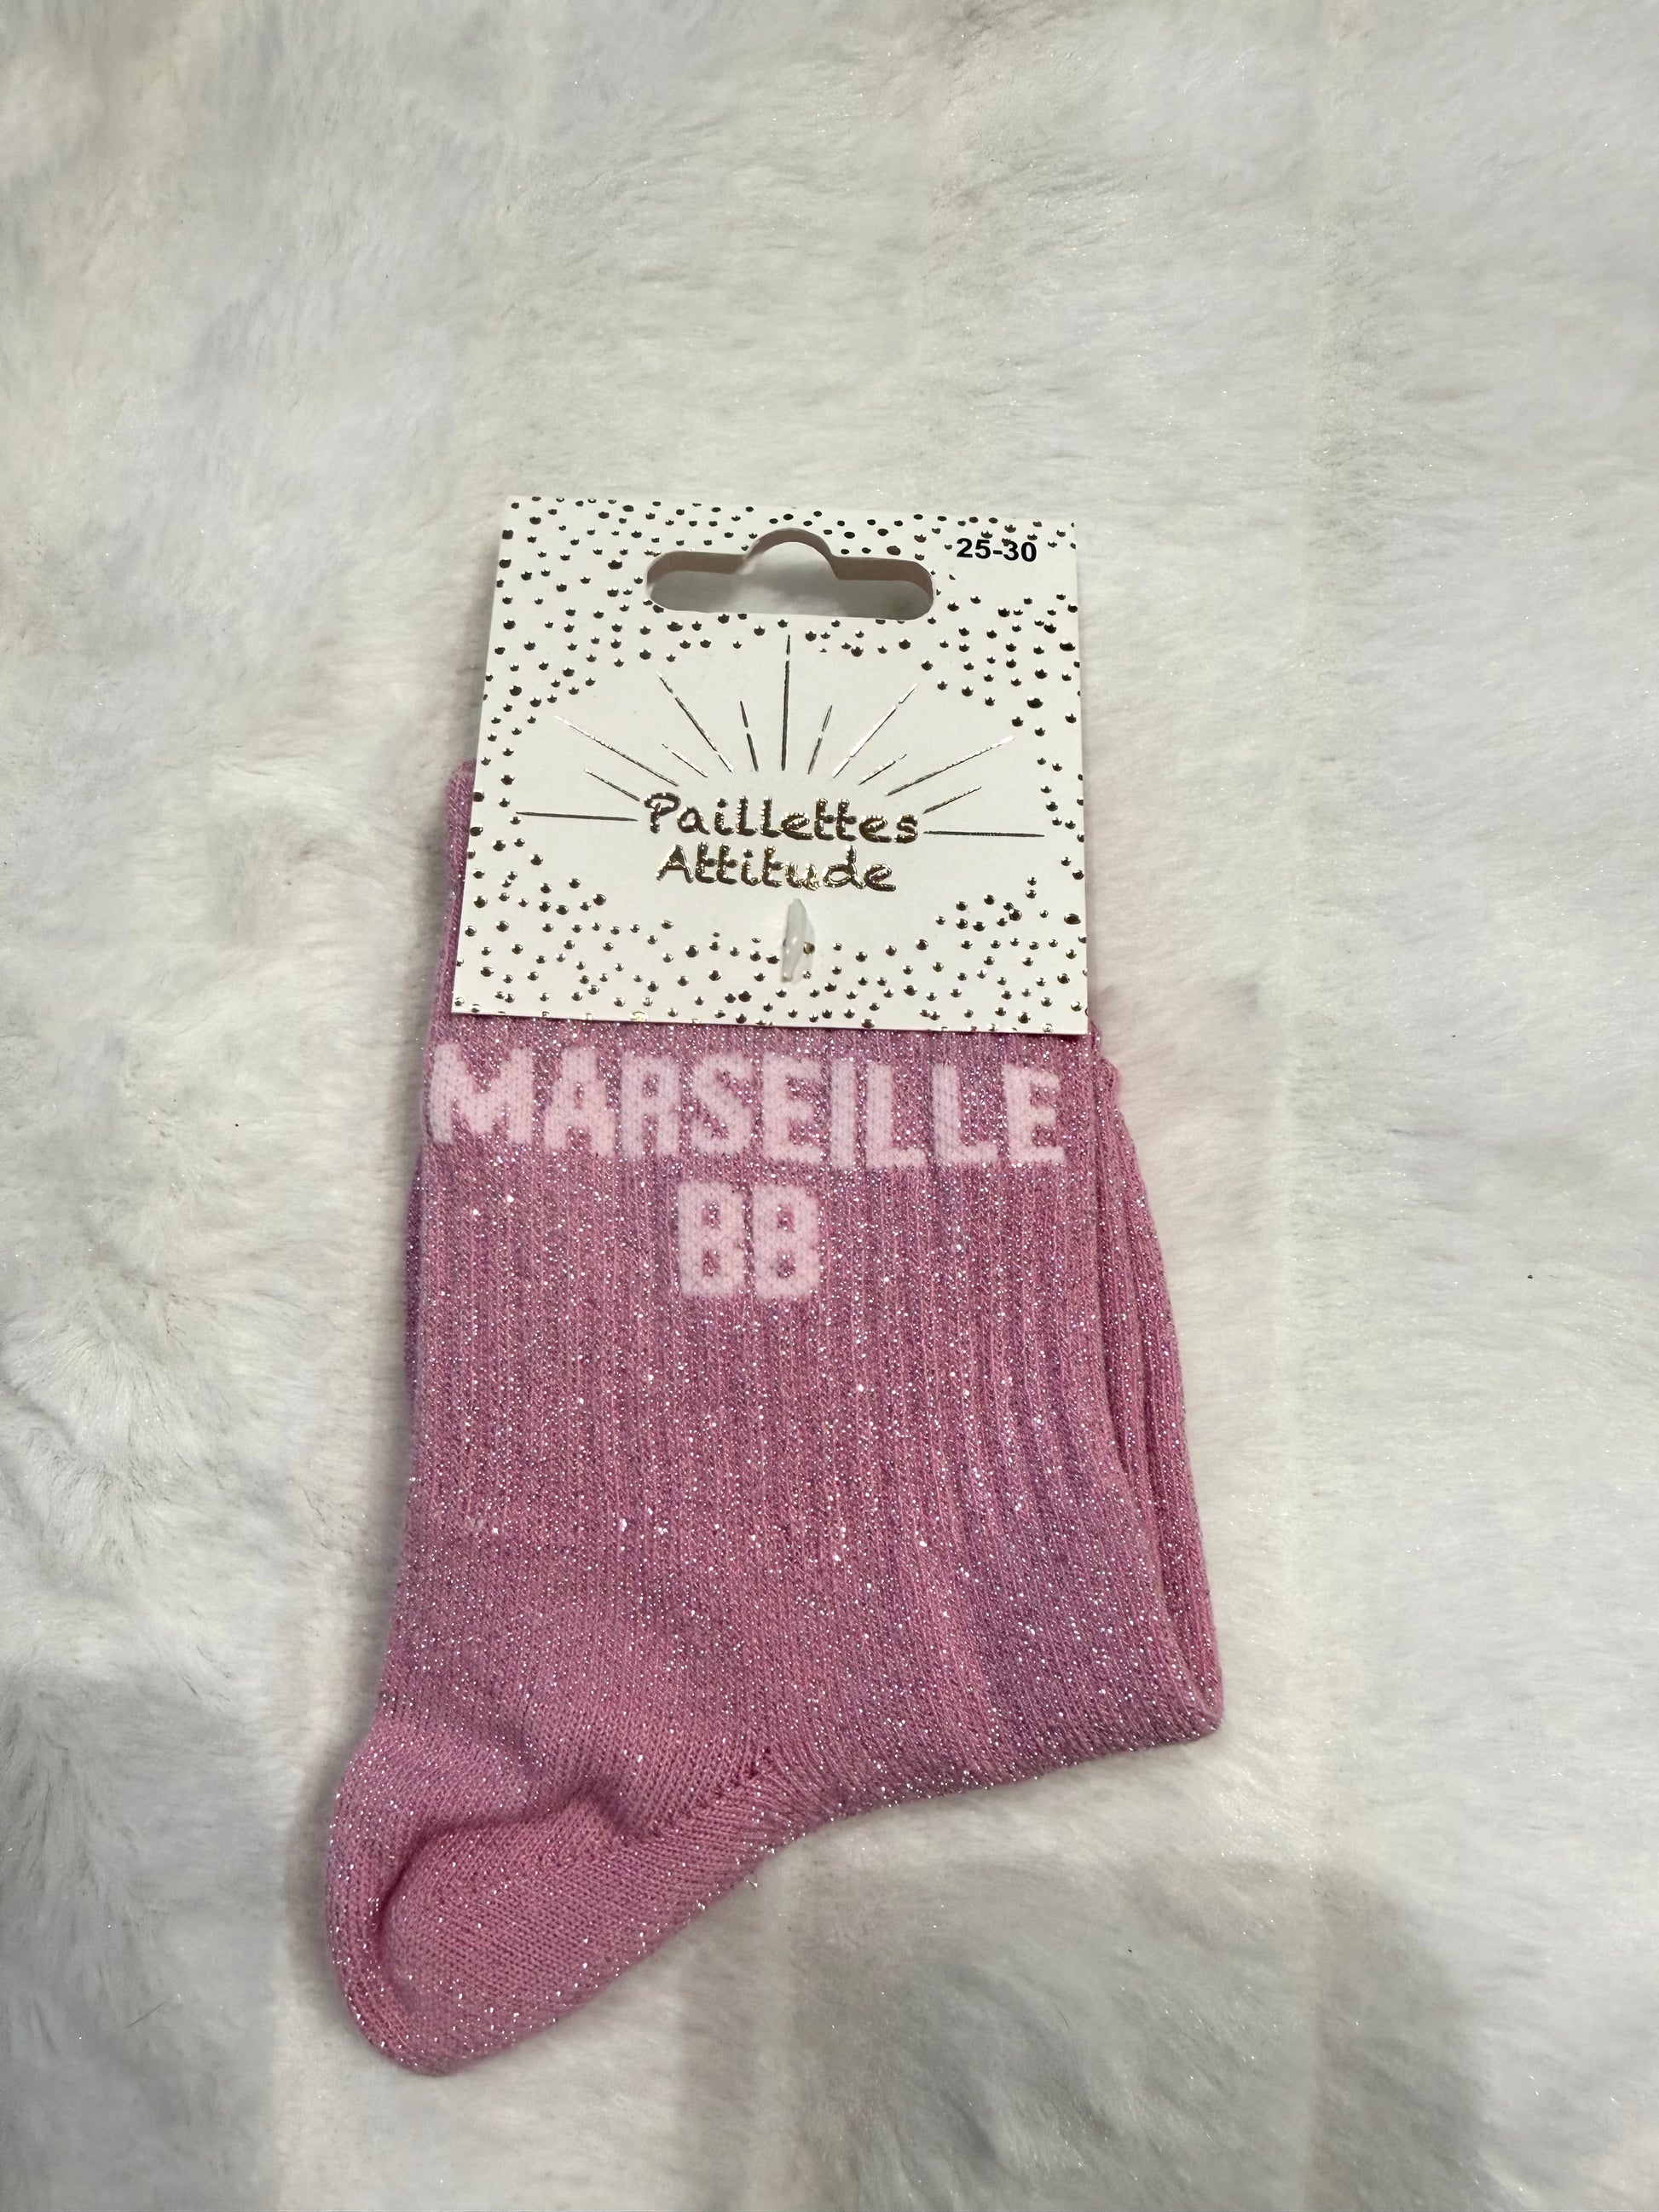 25-30
Paillettes
Attitude
MARSEILLE
BB